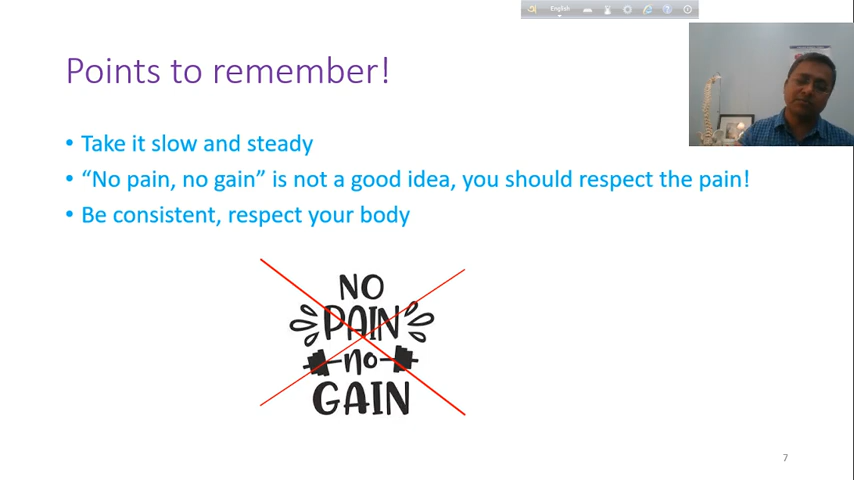 English
Points to remember!
• Take it slow and steady
• “No pain, no gain” is not a good idea, you should respect the pain!
• Be consistent, respect your body
NO
PAIN
no
GAIN
7